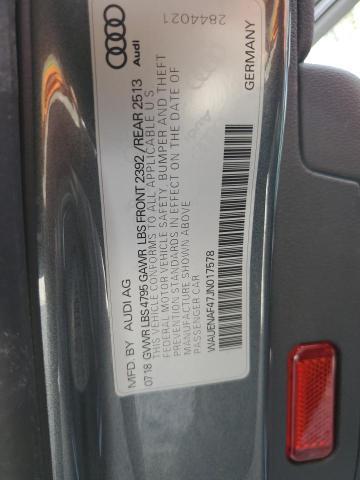 MFD. BY AUDI AG
07 18 GVWR LBS 4795 GAWR LBS FRONT 2392 /REAR 2513
THIS VEHICLE CONFORMS TO ALL APPLICABLE U S
FEDERAL MOTOR VEHICLE SAFETY, BUMPER AND THEFT
PREVENTION STANDARDS IN EFFECT ON THE DATE OF
MANUFACTURE SHOWN ABOVE
PASSENGER CAR
WAUENAF47JN017578
Audi
2844021
GERMANY